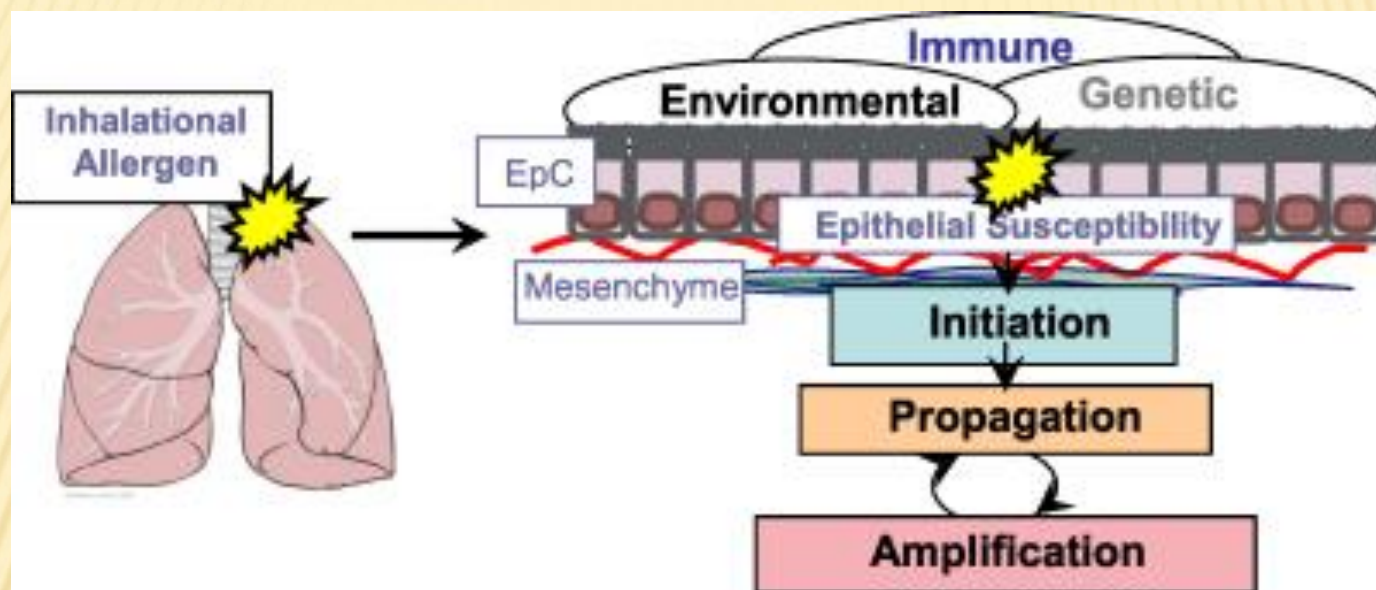 Immune
Environmental
Genetic
Inhalational
Allergen
EpC
Epithelial Susceptibility
Mesenchyme
Initiation
Propagation
Amplification